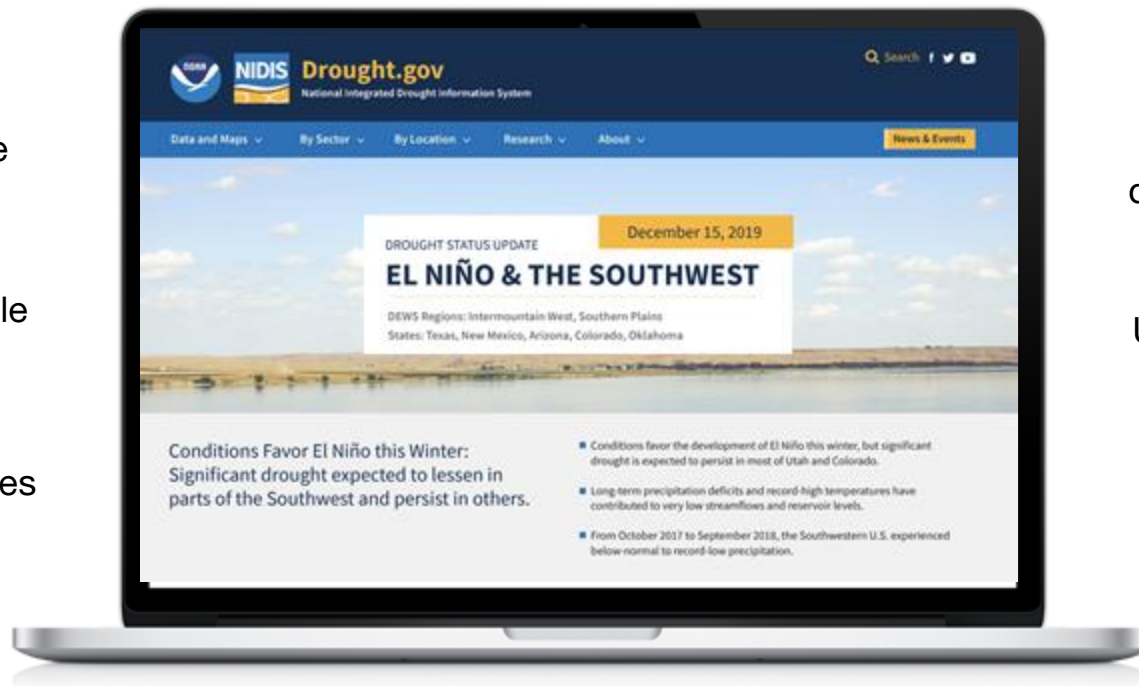 NOAA
NIDIS
Drought.gov
National Integrated Drought Information System
Search
Data and Maps
By Sector
By Location
Research
About
News & Events
December 15, 2019
DROUGHT STATUS UPDATE
EL NIÑO & THE SOUTHWEST
DEWS Regions: Intermountain West, Southern Plains
States: Texas, New Mexico, Arizona, Colorado, Oklahoma
Conditions Favor El Niño this Winter:
Significant drought expected to lessen in
parts of the Southwest and persist in others.
Conditions favor the development of El Niño this winter, but significant
drought is expected to persist in most of Utah and Colorado.
Long-term precipitation deficits and record-high temperatures have
contributed to very low streamflows and reservoir levels.
From October 2017 to September 2018, the Southwestern U.S. experienced
below-normal to record-low precipitation.